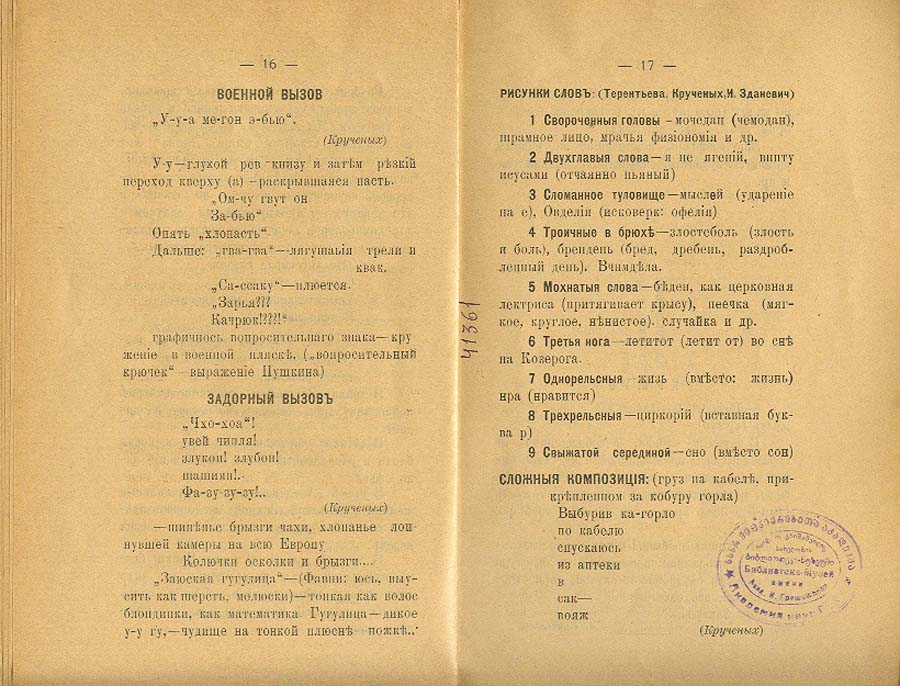 — 16 —
ВОЕННОЙ ВЫЗОВ
„У-у-а ме-гон э-бью“.
(Крученых)
У-у—глухой рев книзу и затѣм рѣзкій
переход кверху (а) —раскрывшаяся пасть.
„Ом-чу гвут он
За-бью“
Опять „хлопасть“
Дальше: „гва-гва“—лягушачьія трели и
квак.
„Са-ссаку“—плюется.
„Зарья???
Качрюк!???!“
графичнось вопросительнаго знака—кру
женіе в военной пляскѣ, („вопросительный
крючек“—выраженіе Пушкина)
ЗАДОРНЫЙ ВЫЗОВЪ
„Чхо-хоа“!
увей чипля!
злукон! злубон!
шашимп!..
Фа-зу-зу-зу!..
(Крученых)
—шипѣнье брызги чахи, хлопанье лоп
нувшей камеры на всю Европу
Колючки осколки и брызги....
„Заюская гугулица“—(Фавни: юсь, выу-
сить как шерсть, молюски)—тонкая как волос
блондинки, как математика. Гугулица—дикое
у-у гу,—чудище на тонкой плюснѣ ножкѣ..
— 17 —
РИСУНКИ СЛОВЪ: (Терентьева, Крученых, И. Зданевич)
1 Свороченныя головы –мочедан (чемодан),
шрамное лицо, мрачья физіономія и др.
2 Двухглавыя слова—я не ягеній, впиту
исусами (отчаянно пьяный)
3 Сломанное туловище—мыслей (удареніе
на е), Овделія (исковерк: офелія)
4 Троичные в брюхѣ—злостеболь (злость
и боль), брендень (бред, дребень, раздроб-
ленный день). Вчимдѣла.
5 Мохнатыя слова—бѣден, как церковная
лектриса (притягивает крысу), пеечка (мяг-
кое, круглое, нѣнистое). случайка и др.
6 Третья нога—летитот (летит от) во снѣ
на Козерога.
7 Однорельсныя —жизь (вмѣсто: жизнь)
нра (нравится)
8 Трехрельсныя—циркорій (вставная бук-
ва р)
9 Свыжатой серединой—сно (вмѣсто сон)
СЛОЖНЫЯ КОМПОЗИЦІЯ: (груз на кабелѣ, при-
крѣпленном за кобуру горла)
Выбурив ка-горло
по кабелю
спускаюсь
из аптеки
в
сак—
вояж
(Крученых)
41361
Библиотека-Музей
имени
Академия наук